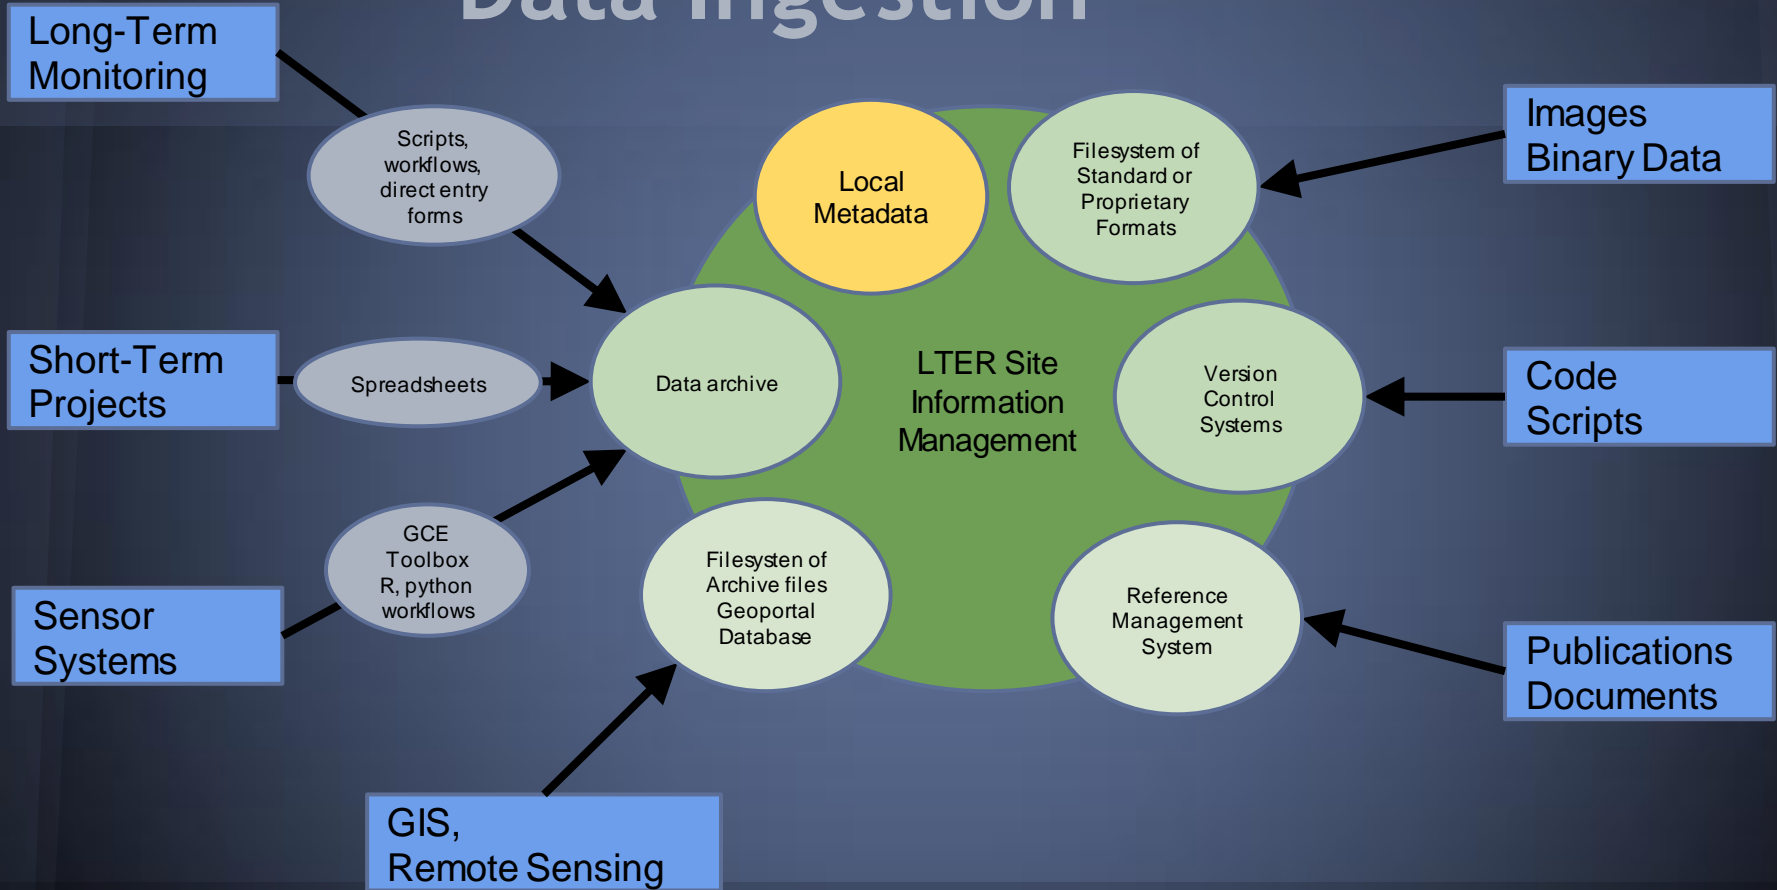 Data Ingestion
Long-Term
Monitoring
Scripts,
workflows,
direct entry
forms
Local
Metadata
Filesystem of
Standard or
Proprietary
Formats
Images
Binary Data
Short-Term
Projects
Spreadsheets
Data archive
LTER Site
Information
Management
Version
Control
Systems
Code
Scripts
GCE
Toolbox
R, python
workflows
Sensor
Systems
Filesysten of
Archive files
Geoportal
Database
Reference
Management
System
Publications
Documents
GIS,
Remote Sensing